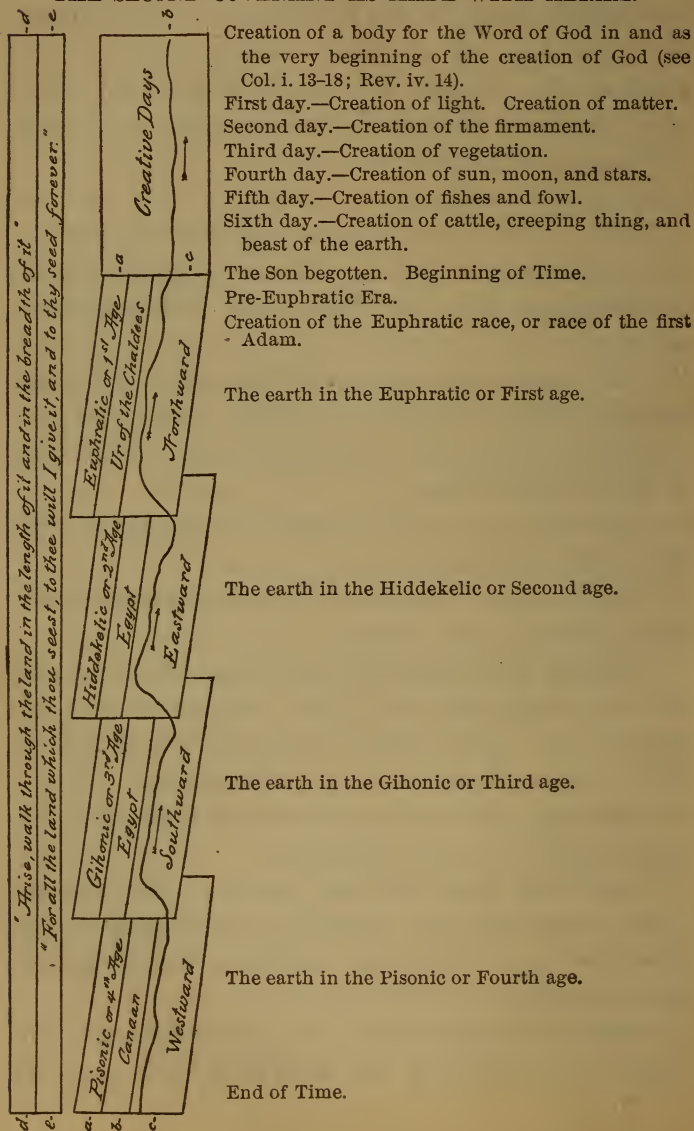 Creation of a body for the Word of God in and as
the very beginning of the creation of God (see
Col. i. 13–18; Rev. iv. 14).
First day.—Creation of light. Creation of matter.
Second day.—Creation of the firmament.
Third day.—Creation of vegetation.
Fourth day.—Creation of sun, moon, and stars.
Fifth day.—Creation of fishes and fowl.
Sixth day.—Creation of cattle, creeping thing, and
beast of the earth.
The Son begotten. Beginning of Time.
Pre-Euphratic Era.
Creation of the Euphratic race, or race of the first
Adam.
The earth in the Euphratic or First age.
The earth in the Hiddekelic or Second age.
The earth in the Gihonic or Third age.
The earth in the Pisonic or Fourth age.
End of Time.
-d
-e
-b
"Arise, walk through the land in the length of it and in the breadth of it"
"For all the land which thou seest, to thee will I give it, and to thy seed forever."
Creative Days
-a
-c
Euphratic or 1st Age
Ur of the Chaldees
Northward
Hiddekelic or 2nd Age
Egypt
Eastward
Gihonic or 3rd Age
Egypt
Southward
Pisonic or 4th Age
Canaan
Westward
d-
e-
a-
b-
c-